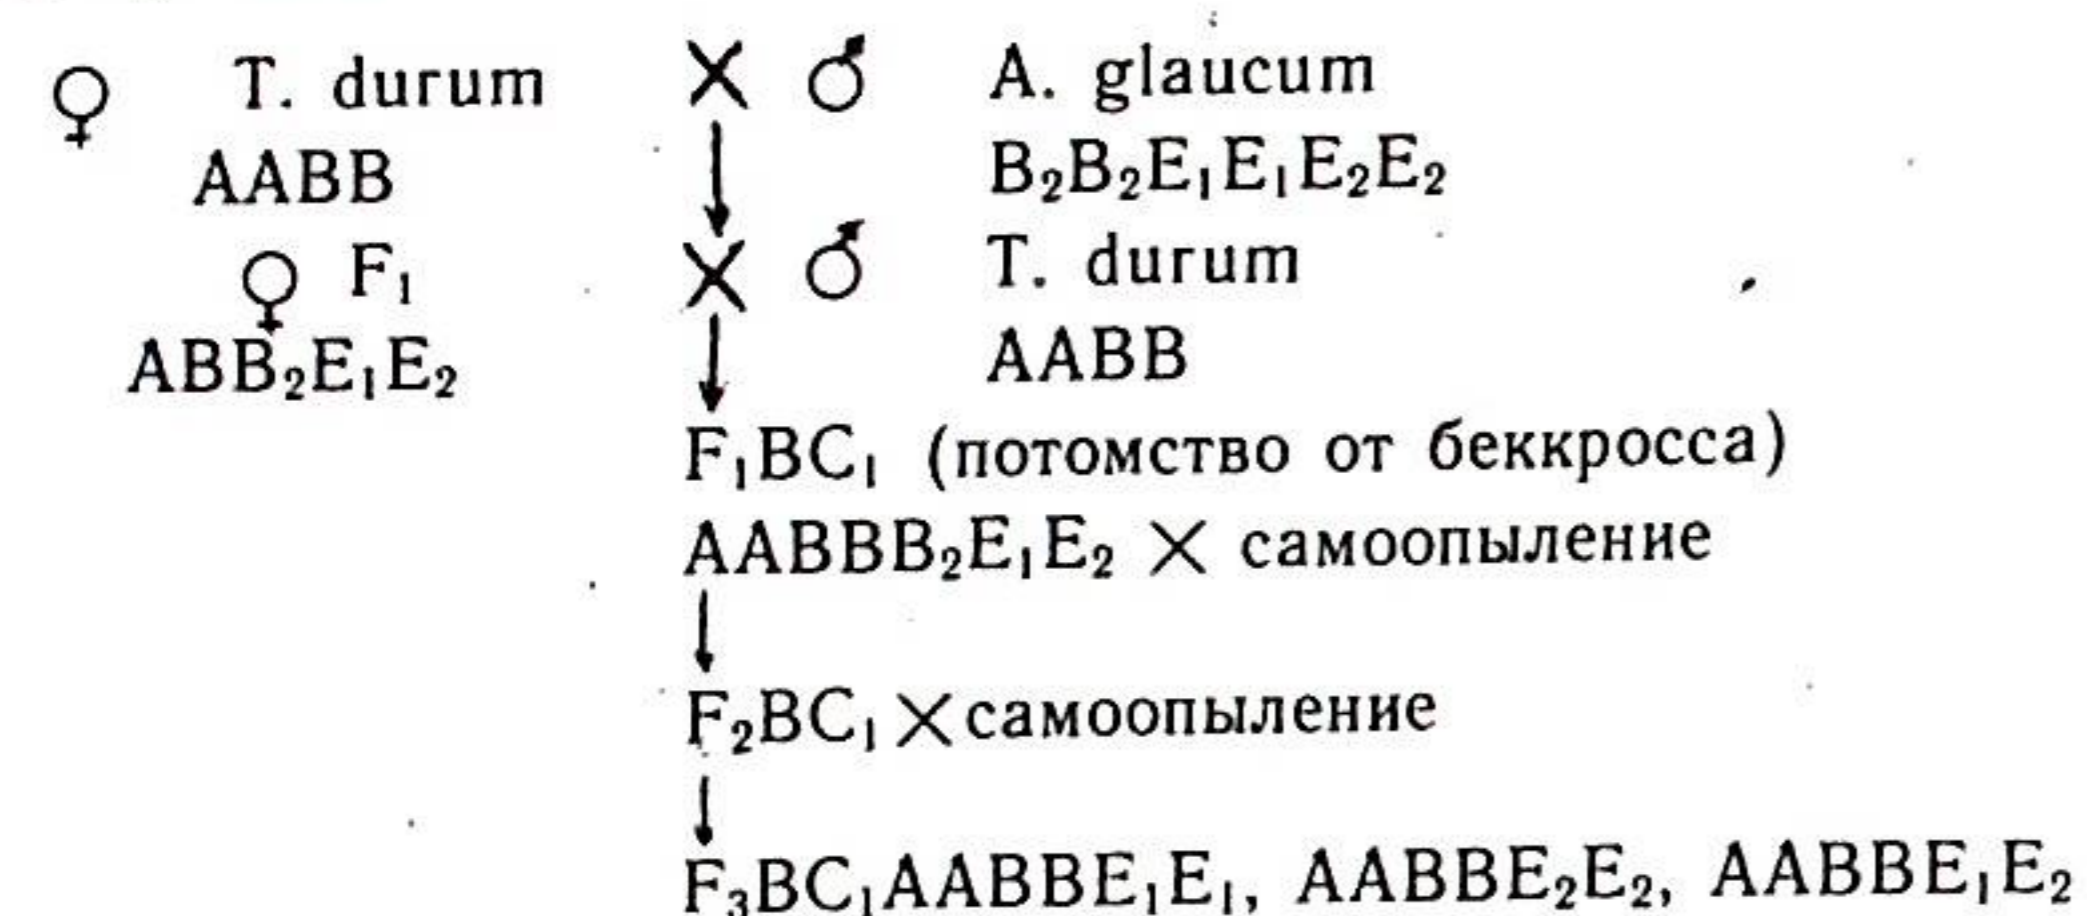 ♀ T. durum × ♂ A. glaucum
AABB B₂B₂E₁E₁E₂E₂
♀ F₁ × ♂ T. durum
ABB₂E₁E₂ AABB
F₁BC₁ (потомство от беккросса)
AABBB₂E₁E₂ × самоопыление
F₂BC₁ × самоопыление
F₃BC₁AABBE₁E₁, AABBE₂E₂, AABBE₁E₂